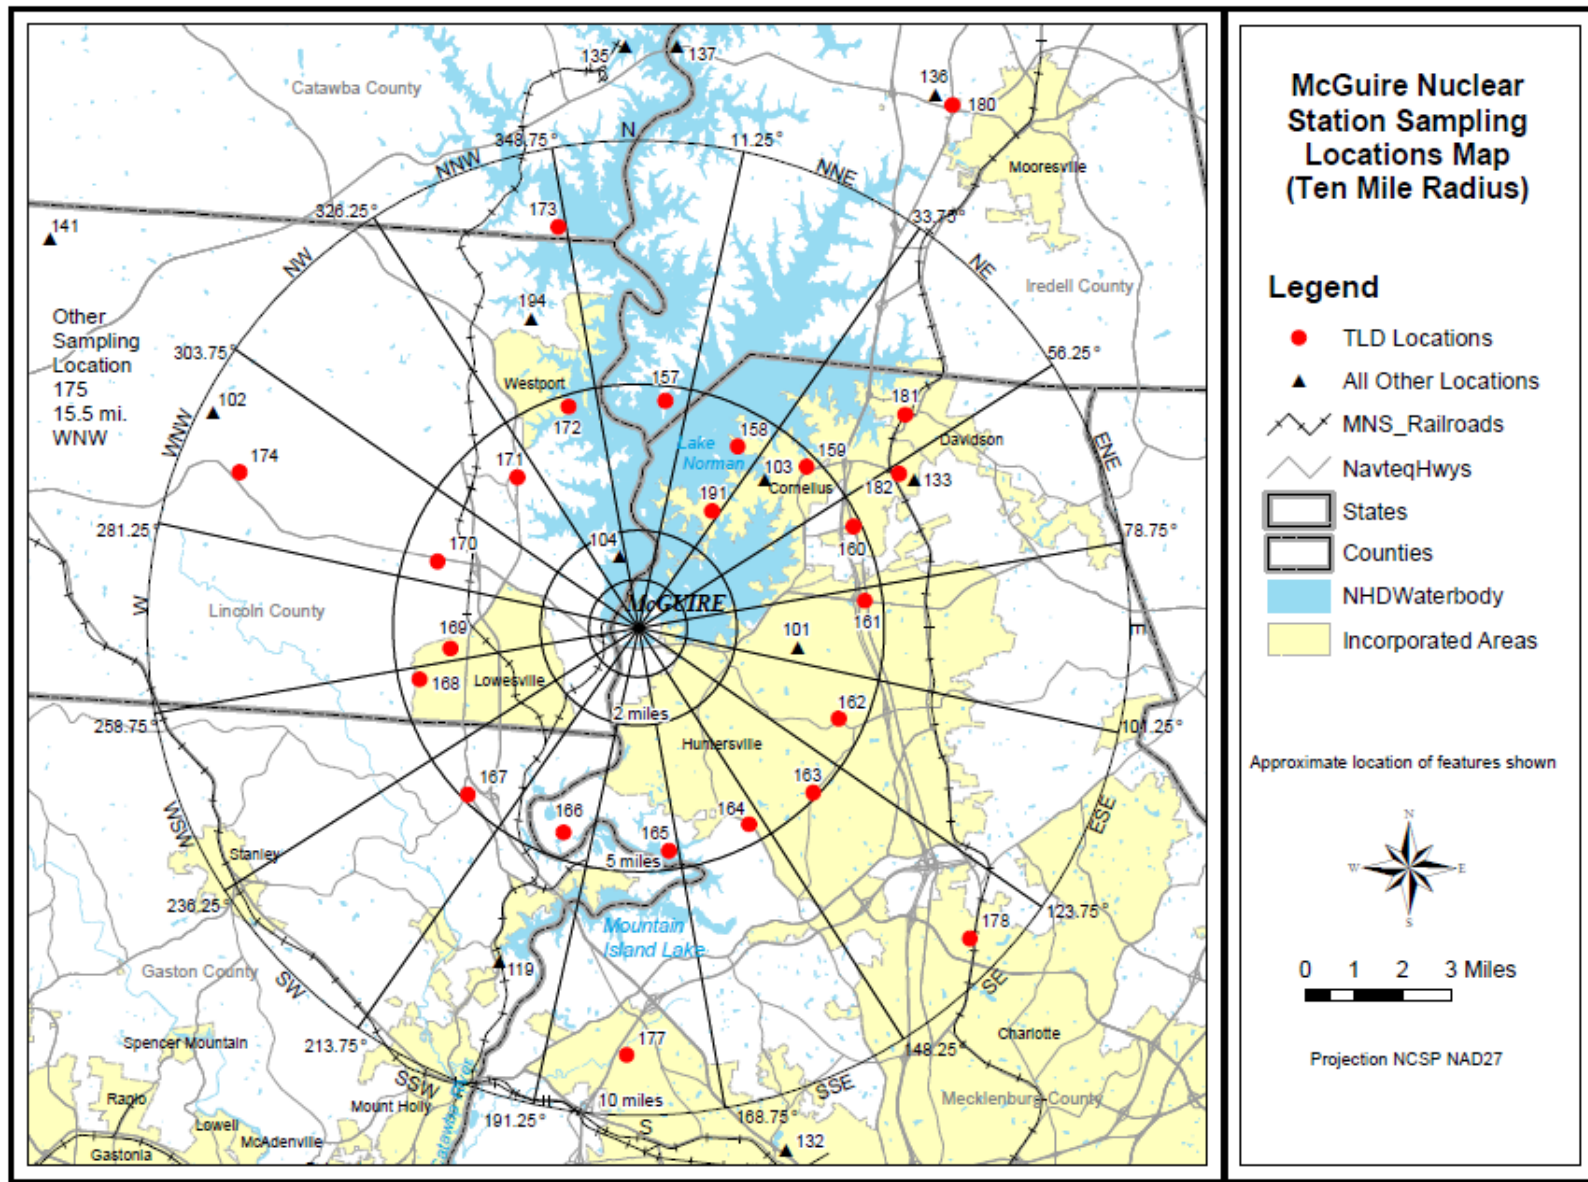 McGuire Nuclear
Station Sampling
Locations Map
(Ten Mile Radius)
Legend
TLD Locations
All Other Locations
MNS_Railroads
NavteqHwys
States
Counties
NHDWaterbody
Incorporated Areas
Approximate location of features shown
N
W
E
S
0 1 2 3 Miles
Projection NCSP NAD27
135
137
136
180
Catawba County
Mooresville
348.75°
N
11.25°
NNW
NNE
326.25°
173
33.75°
141
NW
NE
Iredell County
194
Other
Sampling
Location
175
15.5 mi.
WNW
303.75°
56.25°
Westport
157
102
172
181
WNW
158
Lake
Norman
159
Davidson
ENE
174
171
103
Cornelius
182
133
191
281.25°
160
78.75°
170
104
McGUIRE
W
Lincoln County
161
E
169
101
168
Lowesville
162
2 miles
258.75°
101.25°
Huntersville
167
163
166
164
WSW
165
ESE
Stanley
5 miles
236.25°
123.75°
Mountain
Island Lake
178
119
Gaston County
SW
SE
Charlotte
Spencer Mountain
213.75°
177
148.25°
SSW
SSE
Ranlo
Mount Holly
10 miles
Mecklenburg County
Lowell
191.25°
168.75°
McAdenville
S
132
Gastonia
Catawba River